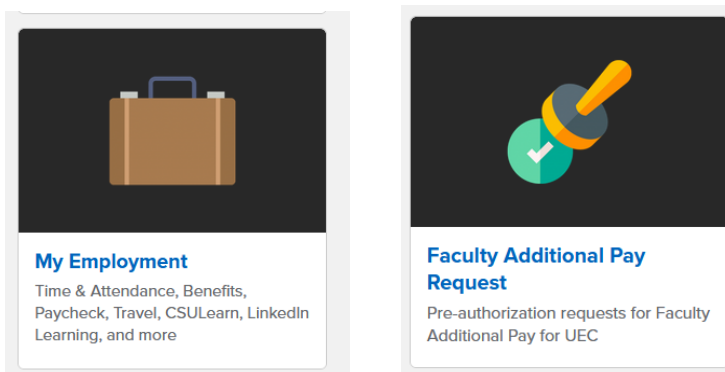 My Employment
Time & Attendance, Benefits,
Paycheck, Travel, CSULearn, LinkedIn
Learning, and more
Faculty Additional Pay
Request
Pre-authorization requests for Faculty
Additional Pay for UEC